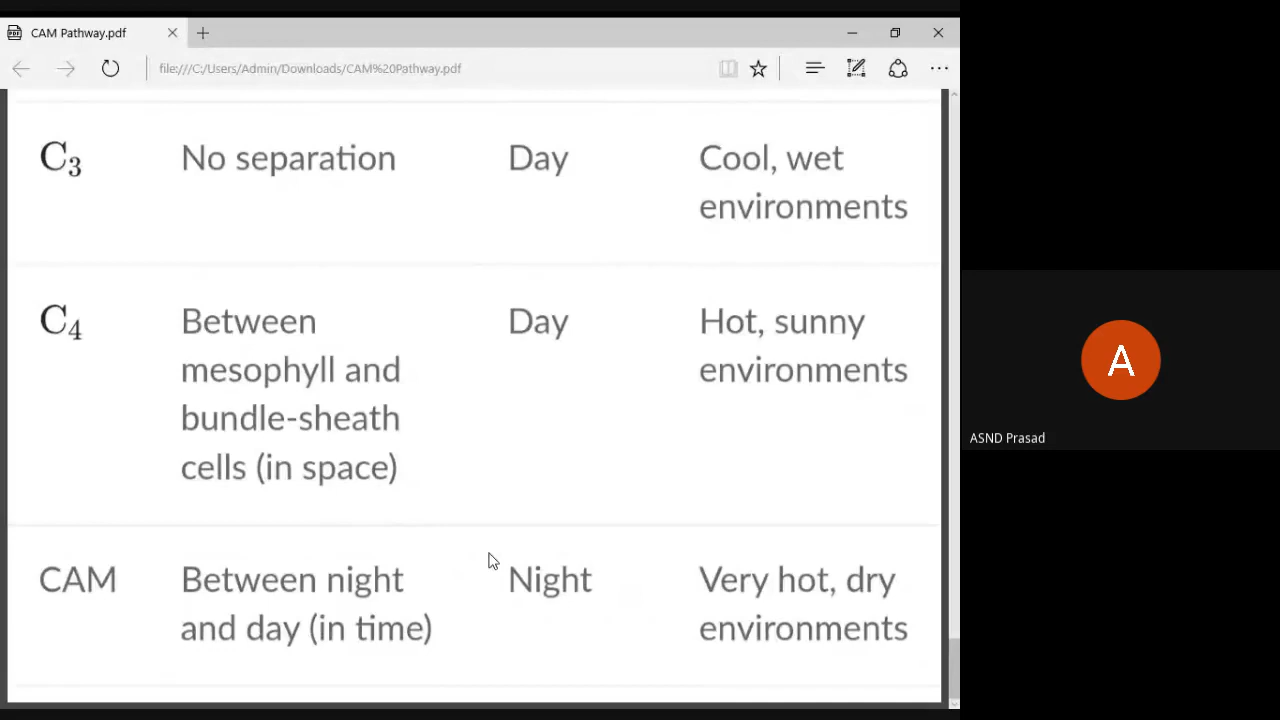 CAM Pathway.pdf
file:///C:/Users/Admin/Downloads/CAM%20Pathway.pdf
C₃ No separation Day Cool, wet
environments
C₄ Between Day Hot, sunny
mesophyll and environments
bundle-sheath
cells (in space)
CAM Between night Night Very hot, dry
and day (in time) environments
A
ASND Prasad